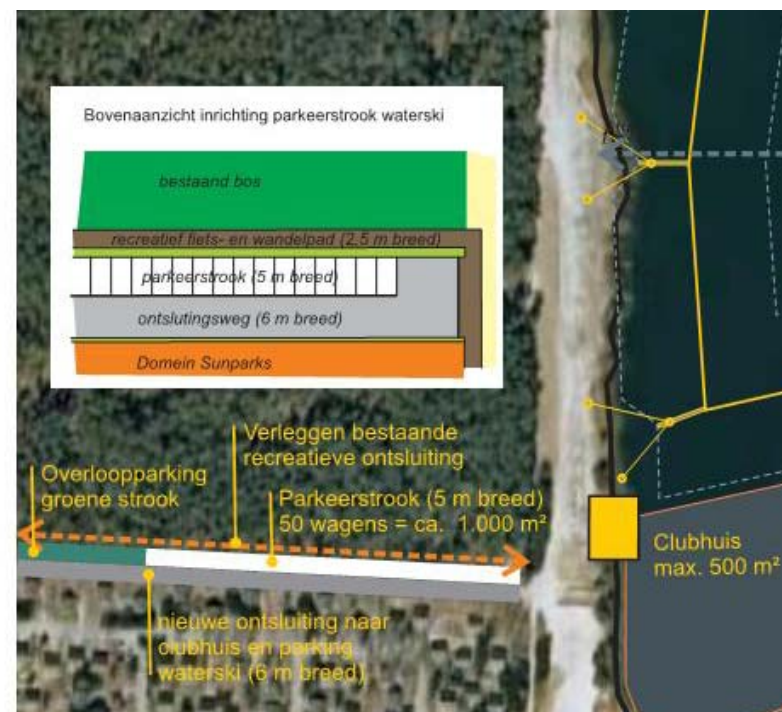 Bovenaanzicht inrichting parkeerstrook waterski
bestaand bos
recreatief fiets- en wandelpad (2,5 m breed)
parkeerstrook (5 m breed)
ontslutingsweg (6 m breed)
Domein Sunparks
Verleggen bestaande
recreatieve ontsluiting
Overloopparking
groene strook
Parkeerstrook (5 m breed)
50 wagens = ca. 1.000 m²
Clubhuis
max. 500 m²
nieuwe ontsluiting naar
clubhuis en parking
waterski (6 m breed)